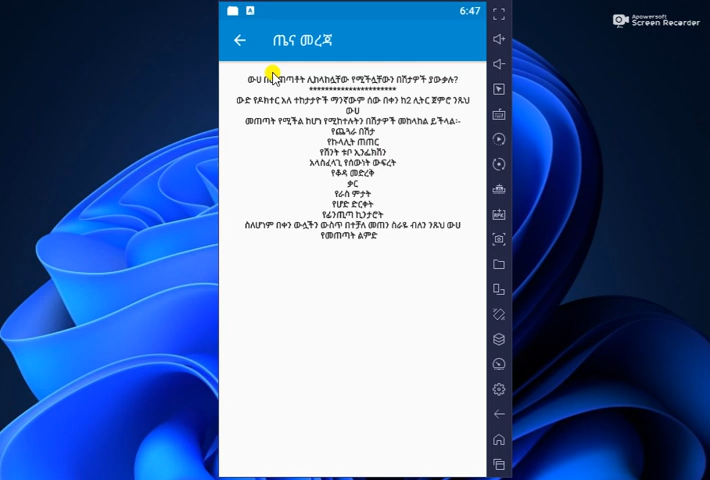 6:47
Apowersoft
Screen Recorder
A
ጤና መረጃ
ውሀ በመጠጣቶት ሊከላከሏቸው የሚችሏቸውን በሽታዎች ያውቃሉ?
**********************
ውድ የዶክተር አለ ተከታታዮች ማንኛውም ሰው በቀን ከ2 ሊትር ጀምሮ ንጹህ
ውሀ
መጠጣት የሚችል ከሆነ የሚከተሉትን በሽታዎች መከላከል ይችላል፡-
የጨጓራ በሽታ
የኩላሊት ጠጠር
የሽንት ቱቦ ኢንፌክሽን
አላስፈላጊ የሰውነት ውፍረት
የቆዳ መድረቅ
ቃር
የራስ ምታት
የሆድ ድርቀት
የፊንጢጣ ኪንታሮት
ስለሆነም በቀን ውሏችን ውስጥ በተቻለ መጠን ስራዬ ብለን ንጹህ ውሀ
የመጠጣት ልምድ
APK